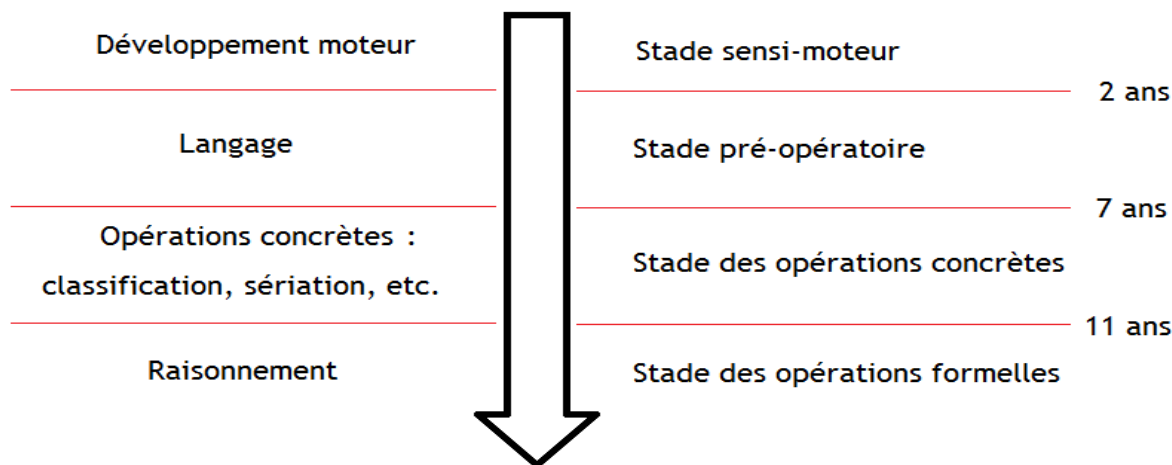 Développement moteur
Stade sensi-moteur
2 ans
Langage
Stade pré-opératoire
7 ans
Opérations concrètes :
classification, sériation, etc.
Stade des opérations concrètes
11 ans
Raisonnement
Stade des opérations formelles